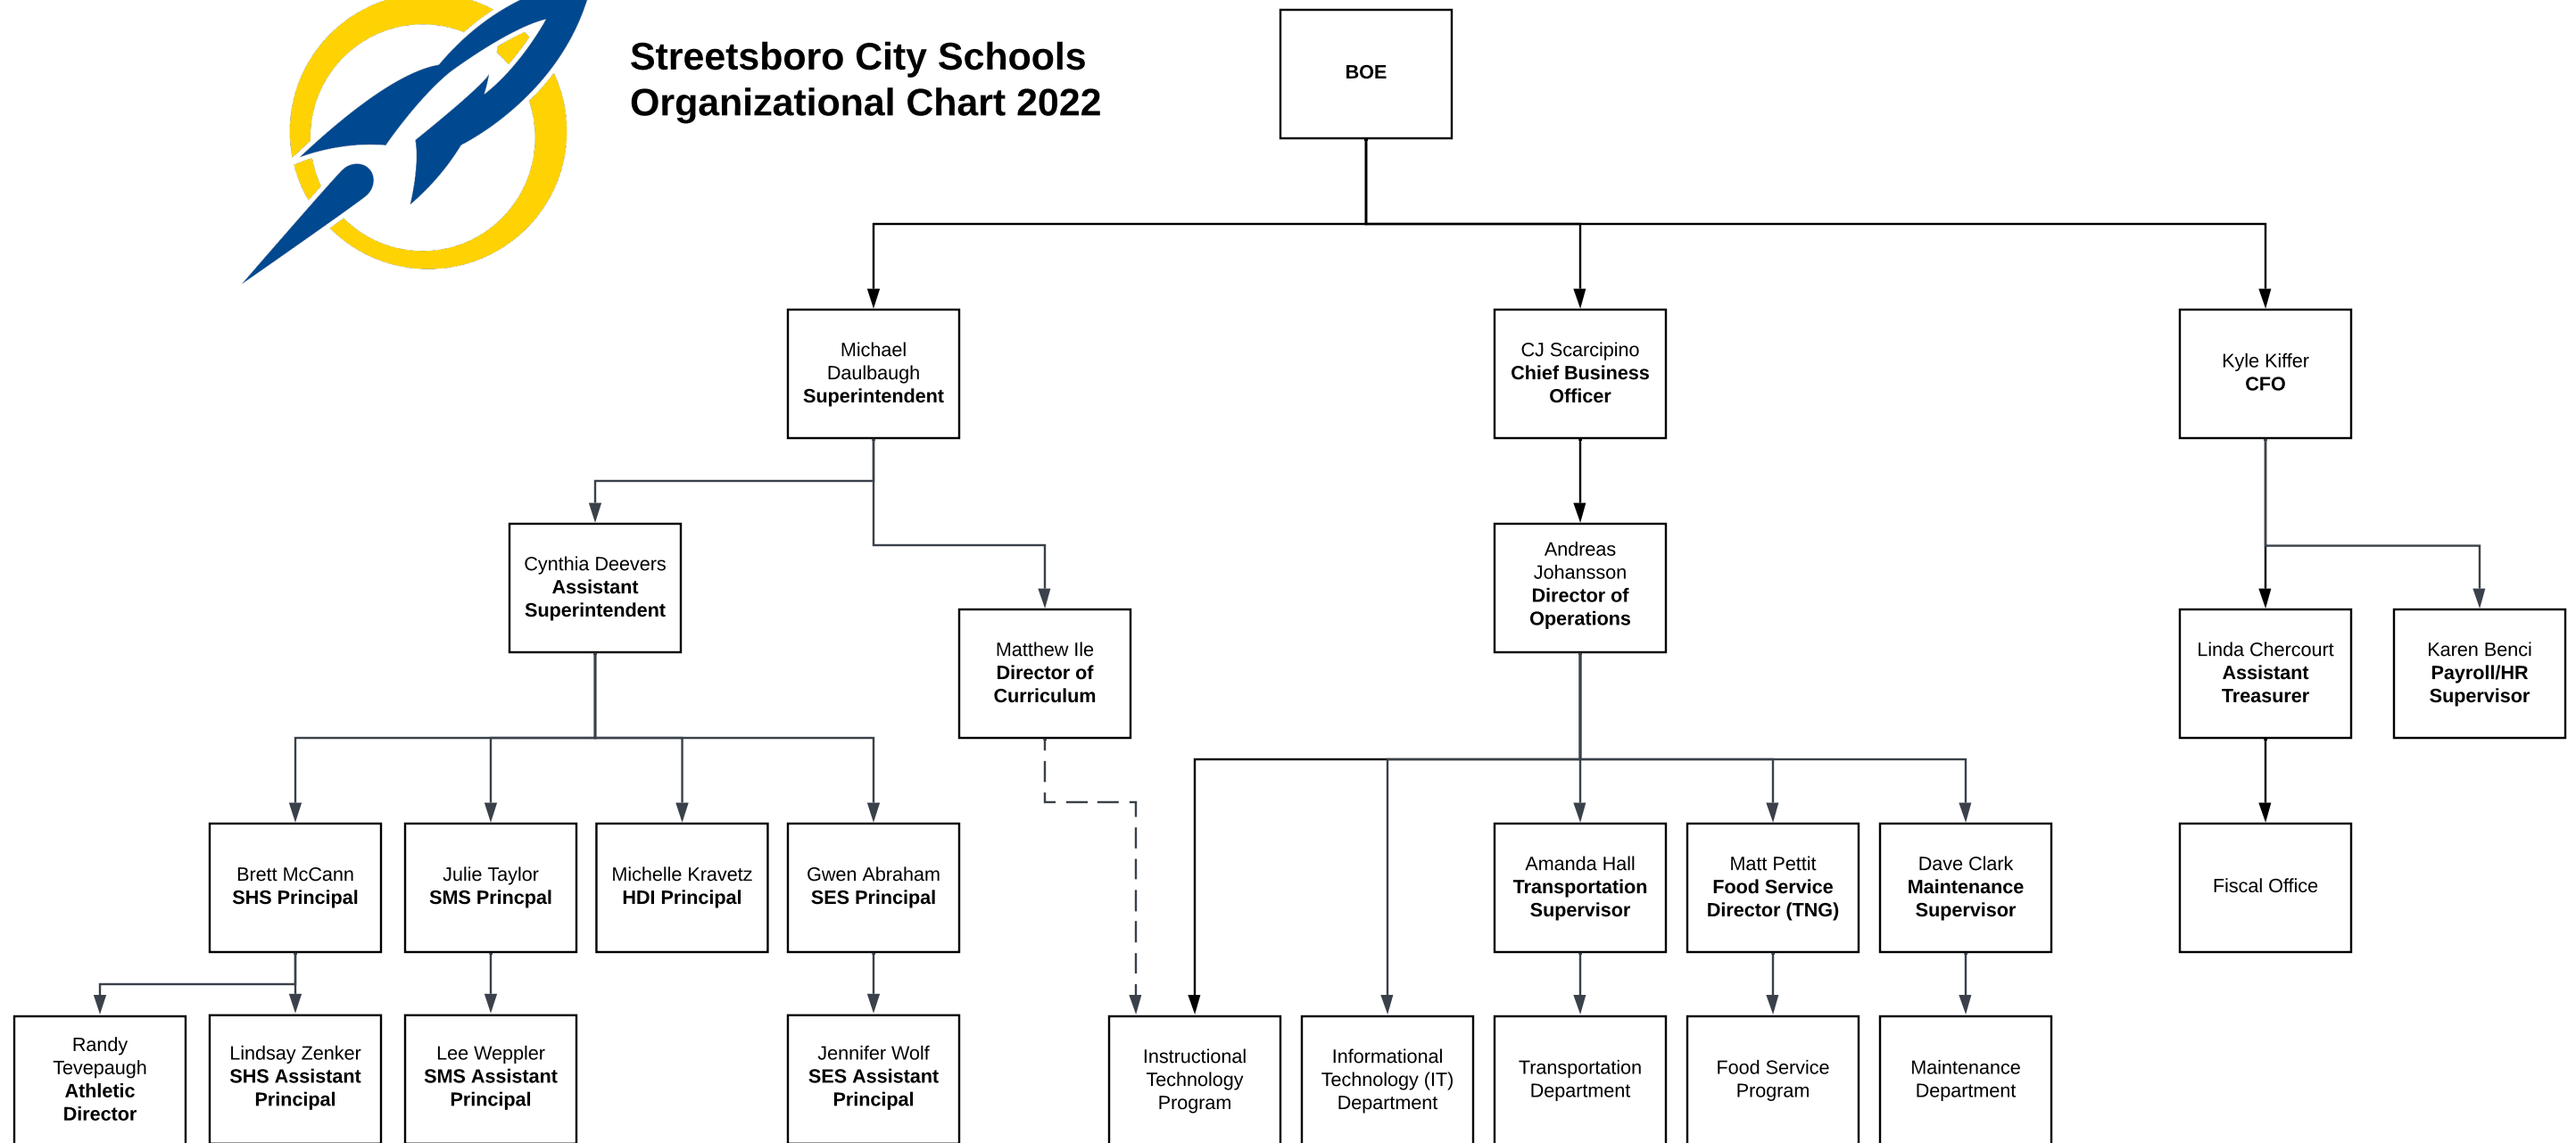 Streetsboro City Schools
Organizational Chart 2022
BOE
Michael
Daulbaugh
Superintendent
CJ Scarcipino
Chief Business
Officer
Kyle Kiffer
CFO
Cynthia Deevers
Assistant
Superintendent
Matthew Ile
Director of
Curriculum
Andreas
Johansson
Director of
Operations
Linda Chercourt
Assistant
Treasurer
Karen Benci
Payroll/HR
Supervisor
Brett McCann
SHS Principal
Julie Taylor
SMS Princpal
Michelle Kravetz
HDI Principal
Gwen Abraham
SES Principal
Amanda Hall
Transportation
Supervisor
Matt Pettit
Food Service
Director (TNG)
Dave Clark
Maintenance
Supervisor
Fiscal Office
Randy
Tevepaugh
Athletic
Director
Lindsay Zenker
SHS Assistant
Principal
Lee Weppler
SMS Assistant
Principal
Jennifer Wolf
SES Assistant
Principal
Instructional
Technology
Program
Informational
Technology (IT)
Department
Transportation
Department
Food Service
Program
Maintenance
Department